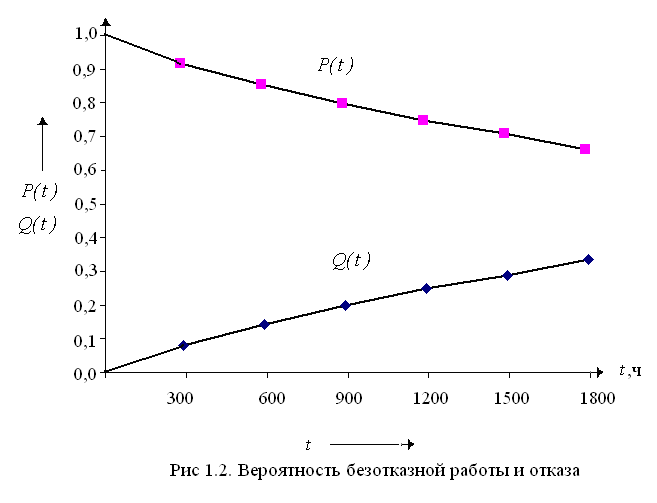 1,0
0,9
P(t)
0,8
0,7
0,6
P(t)
0,5
Q(t)
0,4
0,3
Q(t)
0,2
0,1
0,0
t,ч
300 600 900 1200 1500 1800
t
Рис 1.2. Вероятность безотказной работы и отказа